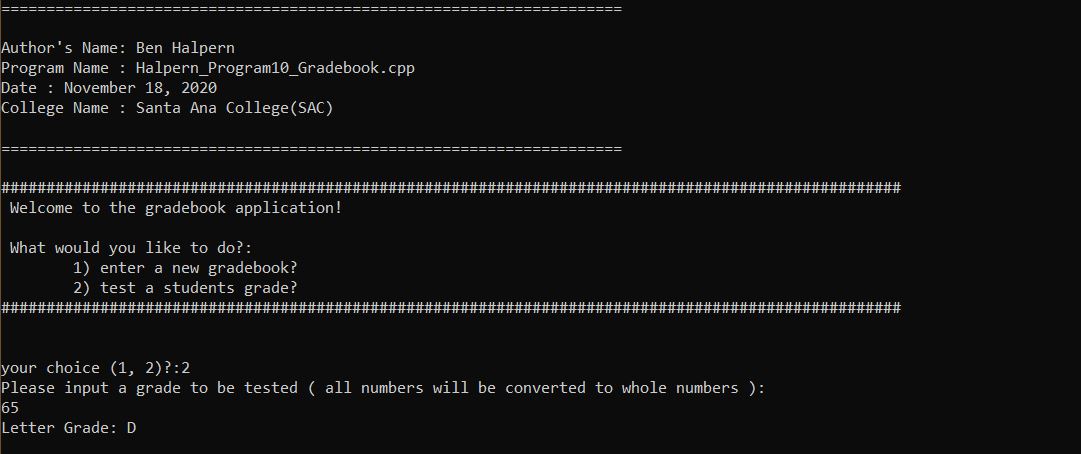 =====================================================================
Author's Name: Ben Halpern
Program Name : Halpern_Program10_Gradebook.cpp
Date : November 18, 2020
College Name : Santa Ana College(SAC)
=====================================================================
####################################################################################################
Welcome to the gradebook application!
What would you like to do?:
1) enter a new gradebook?
2) test a students grade?
####################################################################################################
your choice (1, 2)?:2
Please input a grade to be tested ( all numbers will be converted to whole numbers ):
65
Letter Grade: D